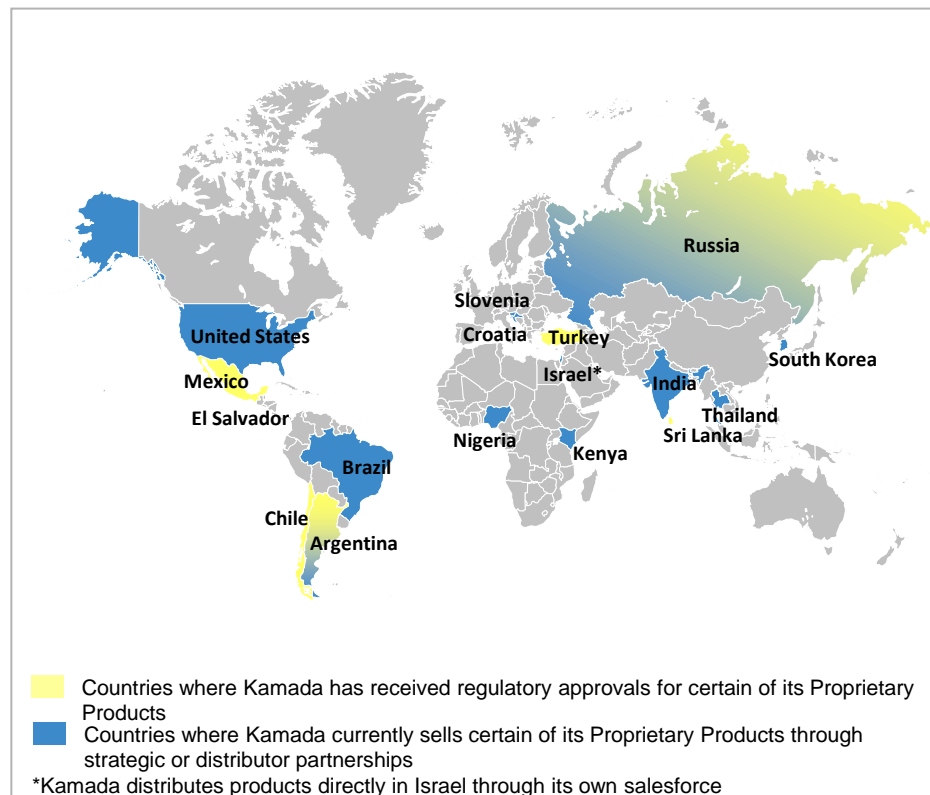 Russia
Slovenia
United States
Croatia
Turkey
South Korea
Israel*
Mexico
India
El Salvador
Thailand
Nigeria
Sri Lanka
Kenya
Brazil
Chile
Argentina
Countries where Kamada has received regulatory approvals for certain of its Proprietary
Products
Countries where Kamada currently sells certain of its Proprietary Products through
strategic or distributor partnerships
*Kamada distributes products directly in Israel through its own salesforce